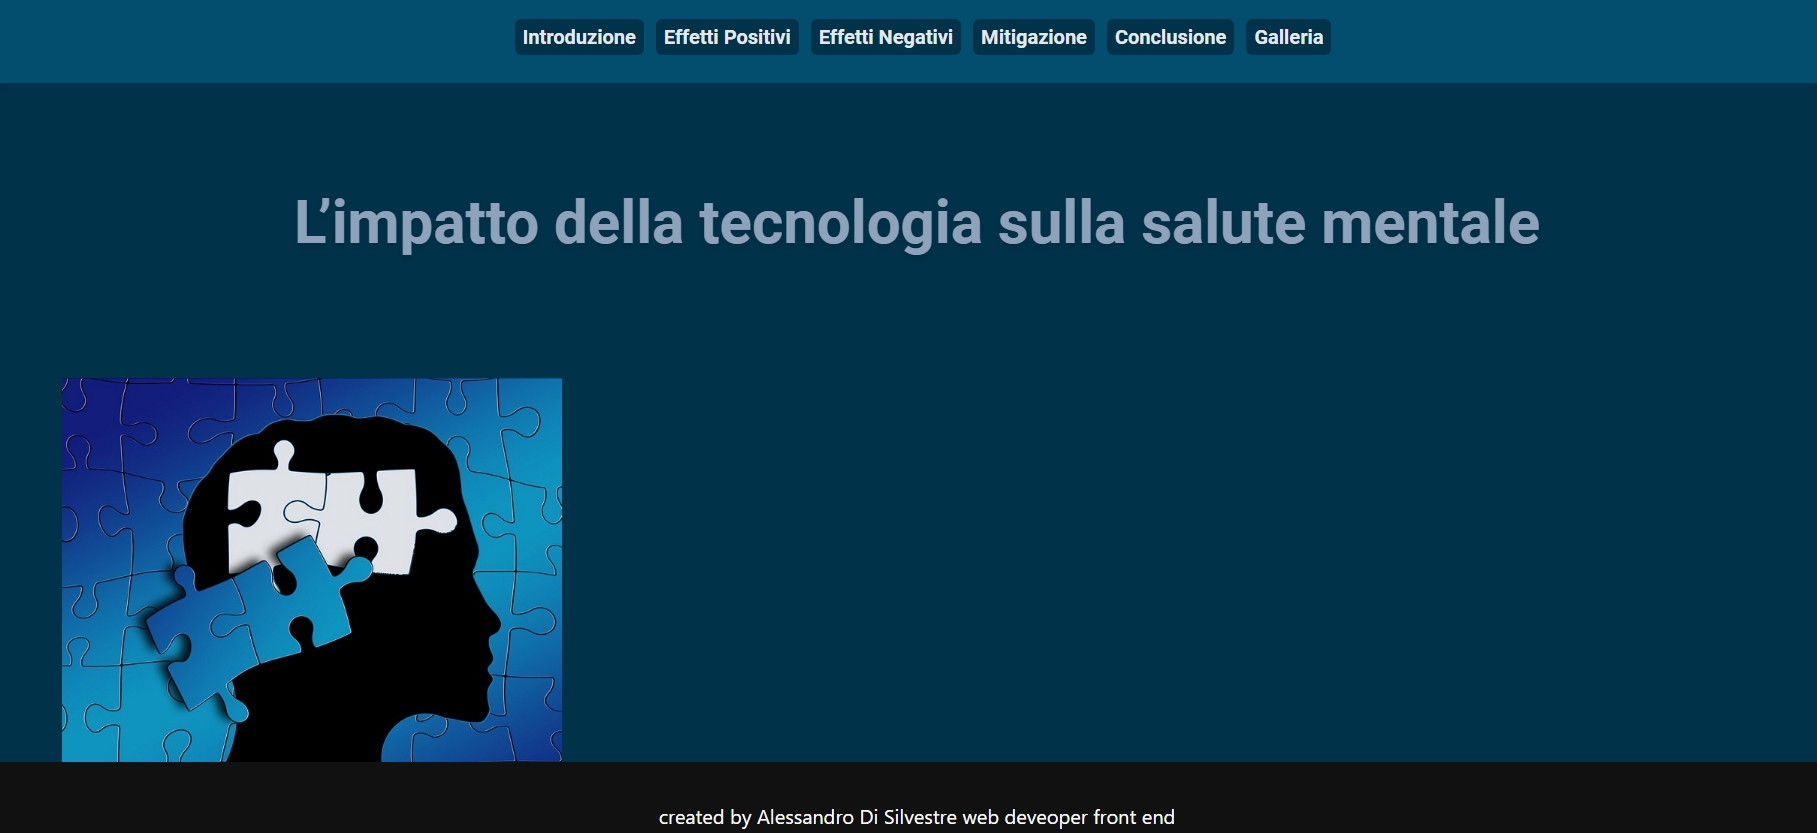 Introduzione Effetti Positivi Effetti Negativi Mitigazione Conclusione Galleria
L’impatto della tecnologia sulla salute mentale
created by Alessandro Di Silvestre web deveoper front end